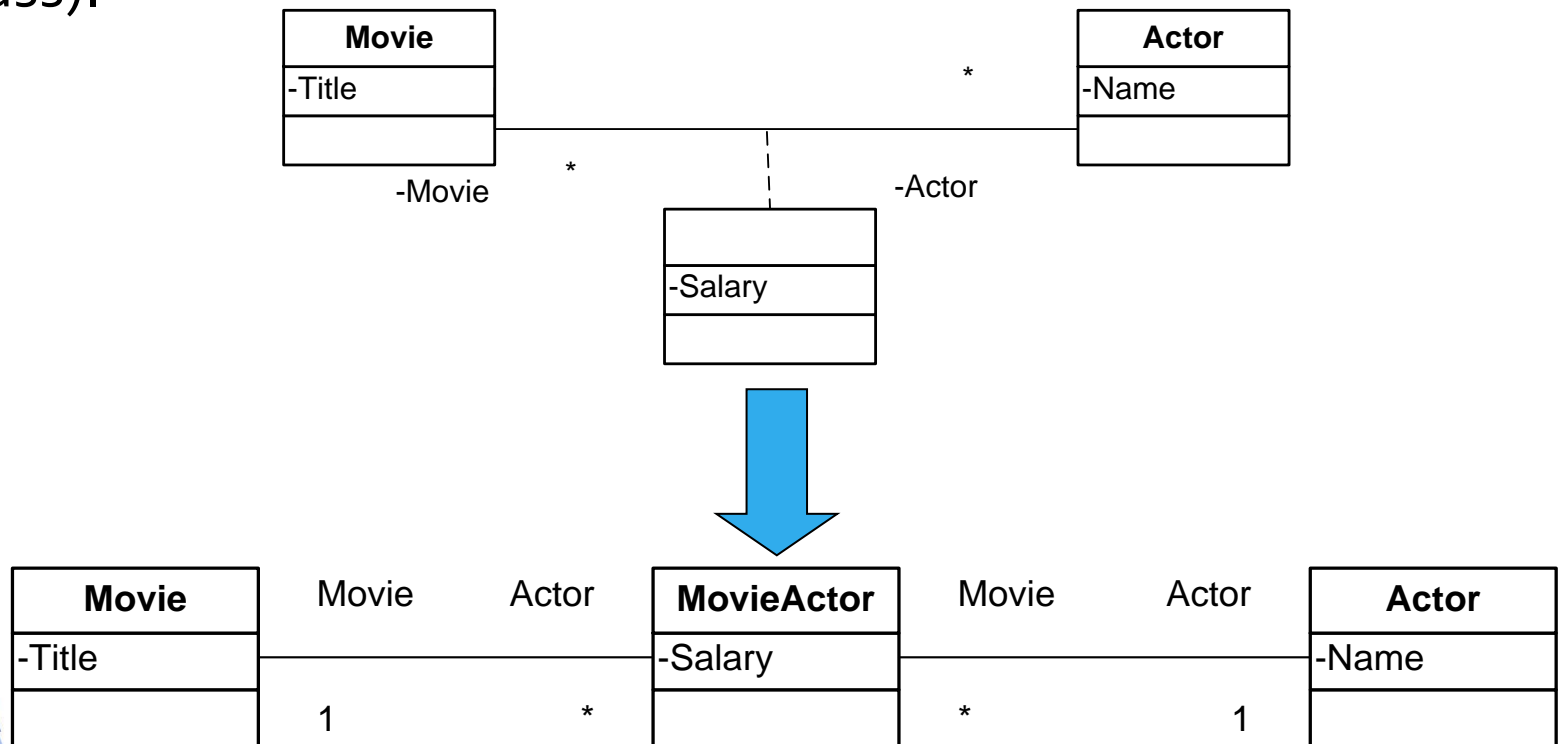 uss).
Movie
-Title
Actor
-Name
*
*
-Movie
-Actor
-Salary
Movie
-Title
Movie Actor
1 *
MovieActor
-Salary
Movie Actor
* 1
Actor
-Name